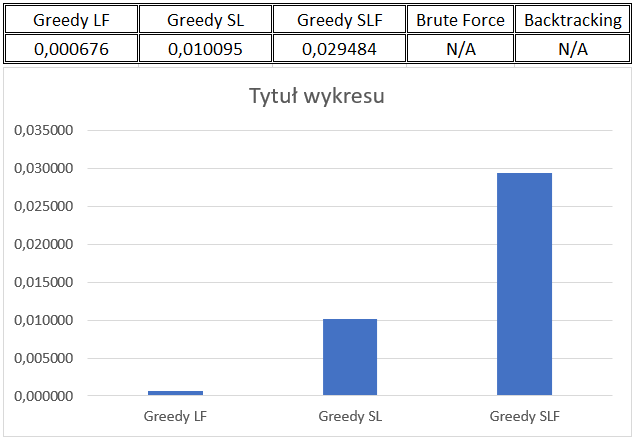 Greedy LF Greedy SL Greedy SLF Brute Force Backtracking
0,000676 0,010095 0,029484 N/A N/A
Tytuł wykresu
0,035000
0,030000
0,025000
0,020000
0,015000
0,010000
0,005000
0,000000
Greedy LF Greedy SL Greedy SLF